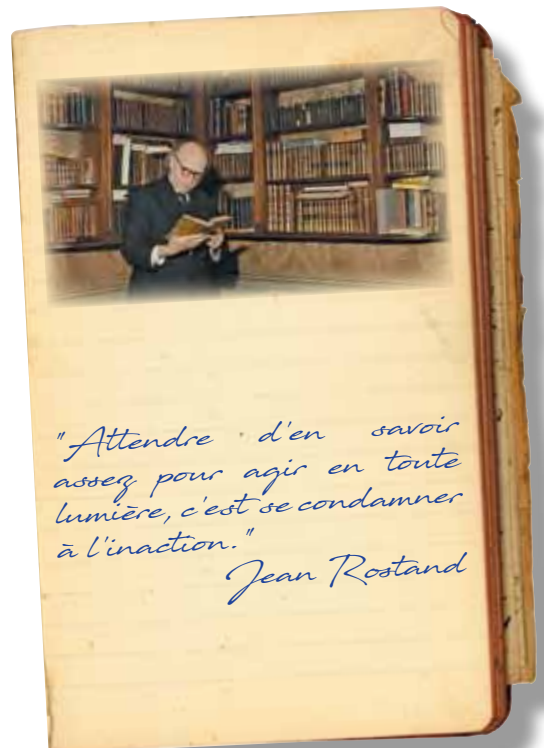 "Attendre d'en savoir
assez pour agir en toute
lumière, c'est se condamner
à l'inaction."
Jean Rostand